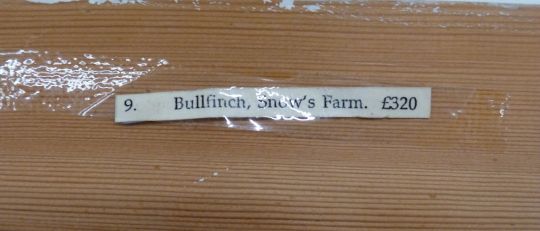 9. Bullfinch, Snow's Farm. £320